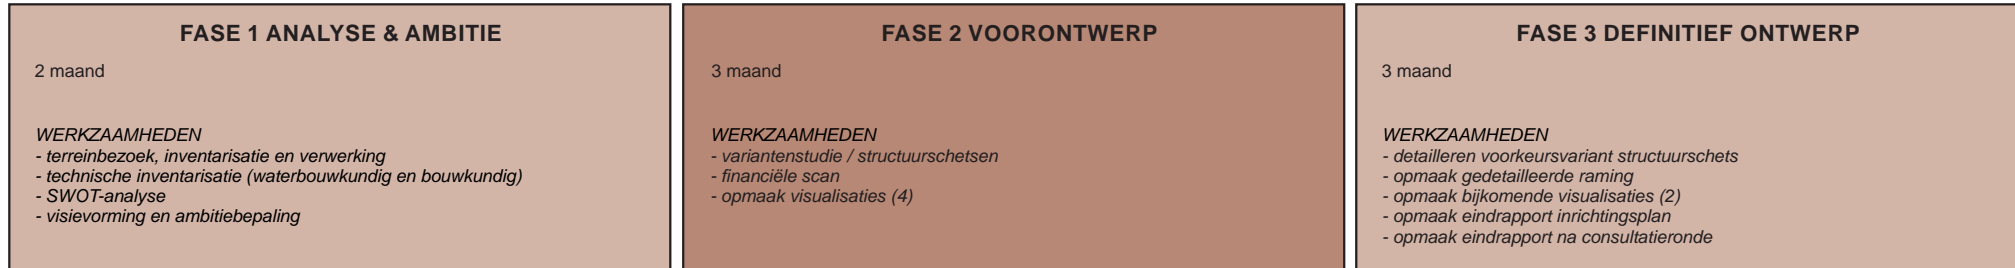 FASE 1 ANALYSE & AMBITIE
2 maand
WERKZAAMHEDEN
- terreinbezoek, inventarisatie en verwerking
- technische inventarisatie (waterbouwkundig en bouwkundig)
- SWOT-analyse
- visievorming en ambitiebepaling
FASE 2 VOORONTWERP
3 maand
WERKZAAMHEDEN
- variantenstudie / structuurschetsen
- financiële scan
- opmaak visualisaties (4)
FASE 3 DEFINITIEF ONTWERP
3 maand
WERKZAAMHEDEN
- detailleren voorkeursvariant structuurschets
- opmaak gedetailleerde raming
- opmaak bijkomende visualisaties (2)
- opmaak eindrapport inrichtingsplan
- opmaak eindrapport na consultatieronde